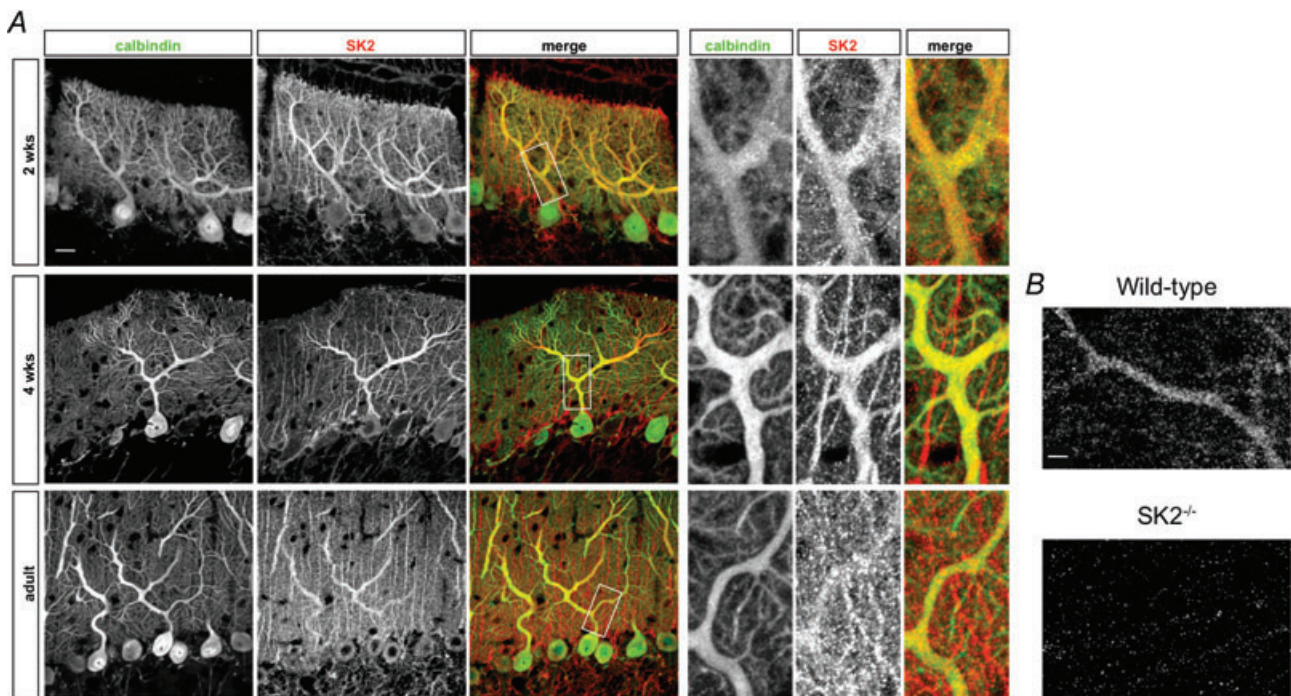 A
calbindin SK2 merge calbindin SK2 merge
2 wks
4 wks
adult
B
Wild-type
SK2-/-